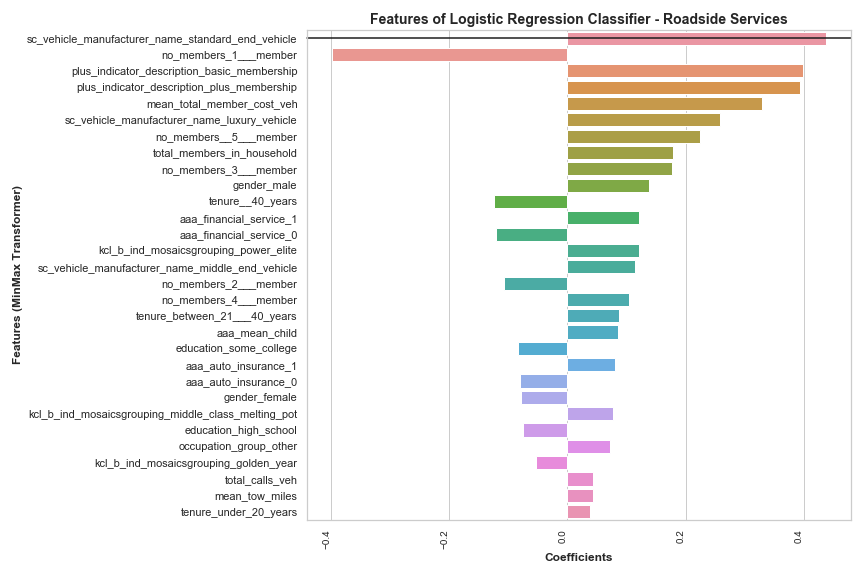 Features of Logistic Regression Classifier - Roadside Services
sc_vehicle_manufacturer_name_standard_end_vehicle
no_members_1___member
plus_indicator_description_basic_membership
plus_indicator_description_plus_membership
mean_total_member_cost_veh
sc_vehicle_manufacturer_name_luxury_vehicle
no_members__5___member
total_members_in_household
no_members_3___member
gender_male
tenure__40_years
aaa_financial_service_1
aaa_financial_service_0
kcl_b_ind_mosaicsgrouping_power_elite
sc_vehicle_manufacturer_name_middle_end_vehicle
no_members_2___member
no_members_4___member
tenure_between_21___40_years
aaa_mean_child
education_some_college
aaa_auto_insurance_1
aaa_auto_insurance_0
gender_female
kcl_b_ind_mosaicsgrouping_middle_class_melting_pot
education_high_school
occupation_group_other
kcl_b_ind_mosaicsgrouping_golden_year
total_calls_veh
mean_tow_miles
tenure_under_20_years
Features (MinMax Transformer)
−0.4
−0.2
0.0
0.2
0.4
Coefficients